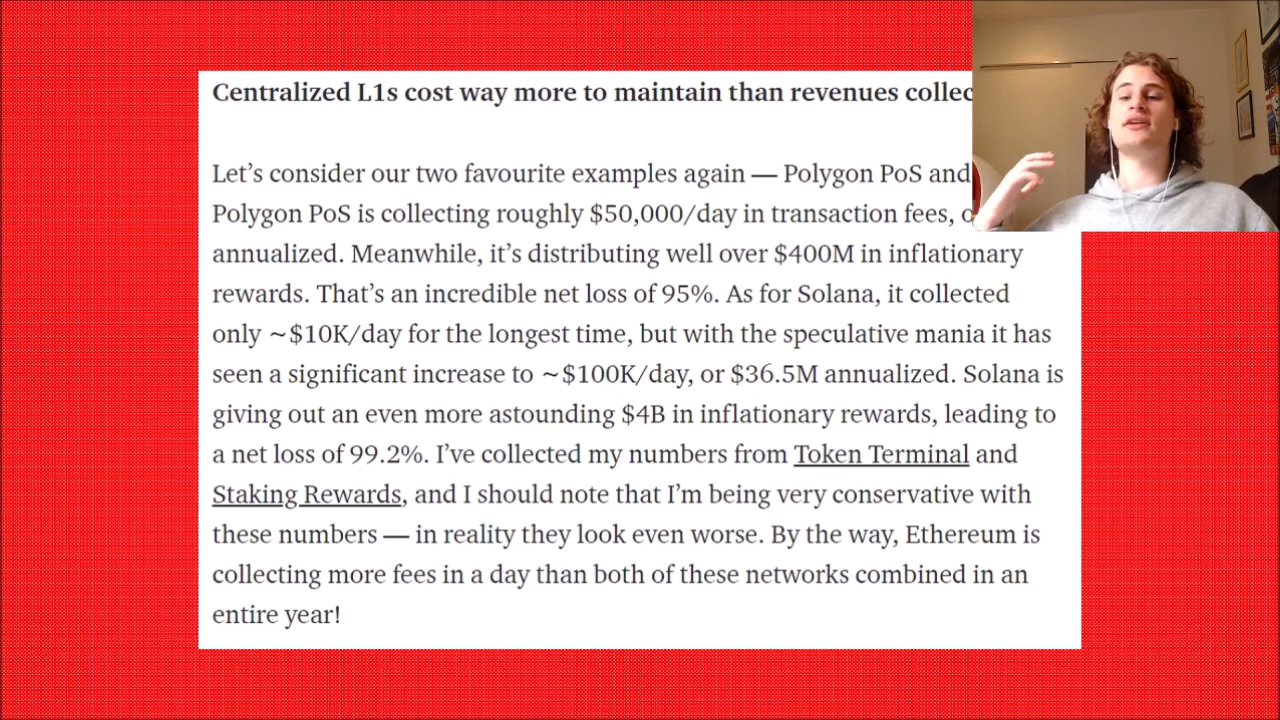 Centralized L1s cost way more to maintain than revenues collec
Let's consider our two favourite examples again — Polygon PoS and
Polygon PoS is collecting roughly $50,000/day in transaction fees,
annualized. Meanwhile, it's distributing well over $400M in inflationary
rewards. That's an incredible net loss of 95%. As for Solana, it collected
only ~$10K/day for the longest time, but with the speculative mania it has
seen a significant increase to ~$100K/day, or $36.5M annualized. Solana is
giving out an even more astounding $4B in inflationary rewards, leading to
a net loss of 99.2%. I've collected my numbers from Token Terminal and
Staking Rewards, and I should note that I'm being very conservative with
these numbers — in reality they look even worse. By the way, Ethereum is
collecting more fees in a day than both of these networks combined in an
entire year!